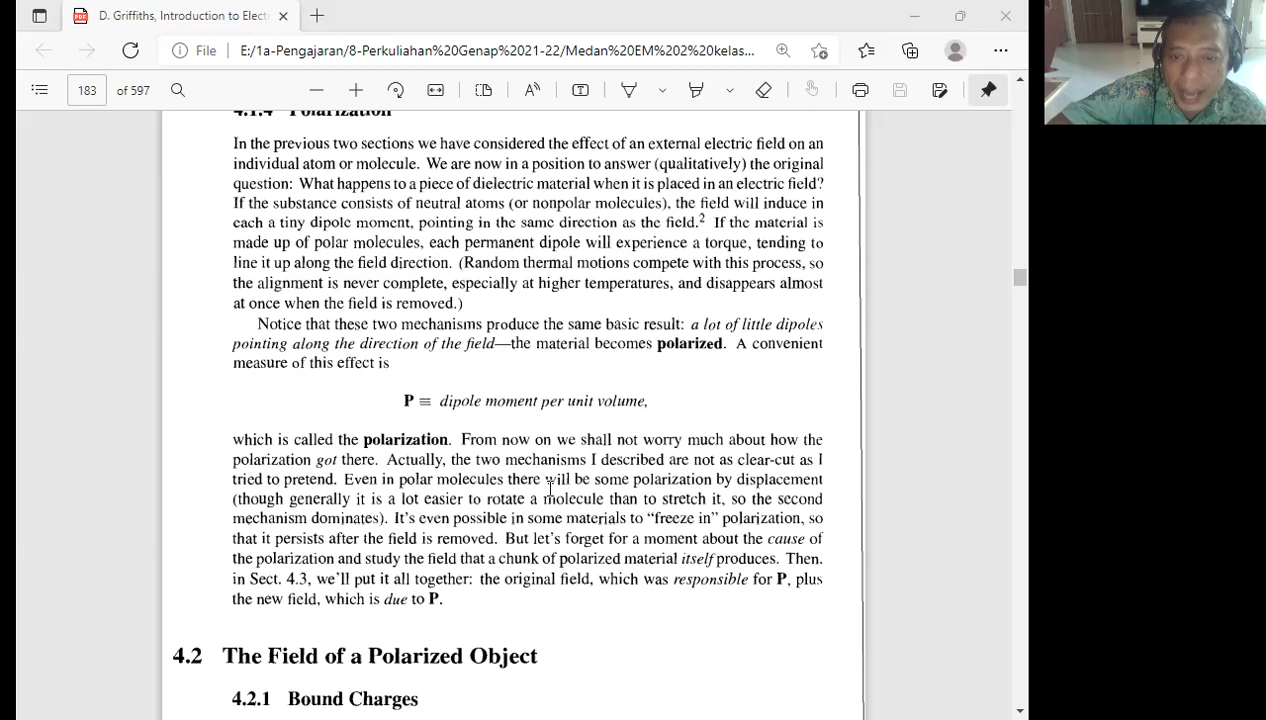 D. Griffiths, Introduction to Elect
File E:/1a-Pengajaran/8-Perkuliahan%20Genap%2021-22/Medan%20EM%202%20kelas...
183 of 597
4.1.4 Polarization
In the previous two sections we have considered the effect of an external electric field on an
individual atom or molecule. We are now in a position to answer (qualitatively) the original
question: What happens to a piece of dielectric material when it is placed in an electric field?
If the substance consists of neutral atoms (or nonpolar molecules), the field will induce in
each a tiny dipole moment, pointing in the same direction as the field.2 If the material is
made up of polar molecules, each permanent dipole will experience a torque, tending to
line it up along the field direction. (Random thermal motions compete with this process, so
the alignment is never complete, especially at higher temperatures, and disappears almost
at once when the field is removed.)
Notice that these two mechanisms produce the same basic result: a lot of little dipoles
pointing along the direction of the field—the material becomes polarized. A convenient
measure of this effect is
P ≡ dipole moment per unit volume,
which is called the polarization. From now on we shall not worry much about how the
polarization got there. Actually, the two mechanisms I described are not as clear-cut as I
tried to pretend. Even in polar molecules there will be some polarization by displacement
(though generally it is a lot easier to rotate a molecule than to stretch it, so the second
mechanism dominates). It's even possible in some materials to “freeze in” polarization, so
that it persists after the field is removed. But let's forget for a moment about the cause of
the polarization and study the field that a chunk of polarized material itself produces. Then.
in Sect. 4.3, we'll put it all together: the original field, which was responsible for P, plus
the new field, which is due to P.
4.2 The Field of a Polarized Object
4.2.1 Bound Charges